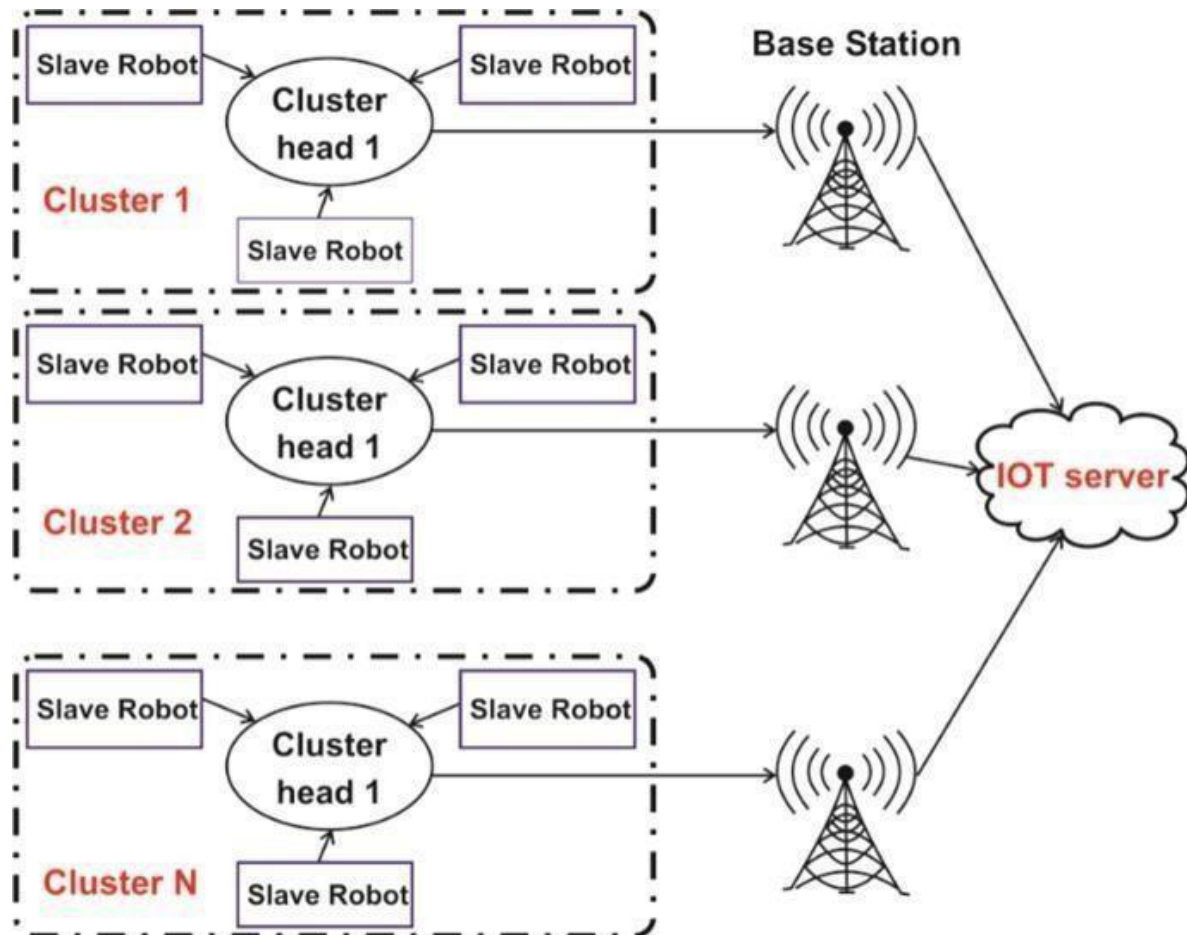 Base Station
Slave Robot
Slave Robot
Cluster
head 1
Cluster 1
Slave Robot
Slave Robot
Slave Robot
Cluster
head 1
IOT server
Cluster 2
Slave Robot
Slave Robot
Slave Robot
Cluster
head 1
Cluster N
Slave Robot